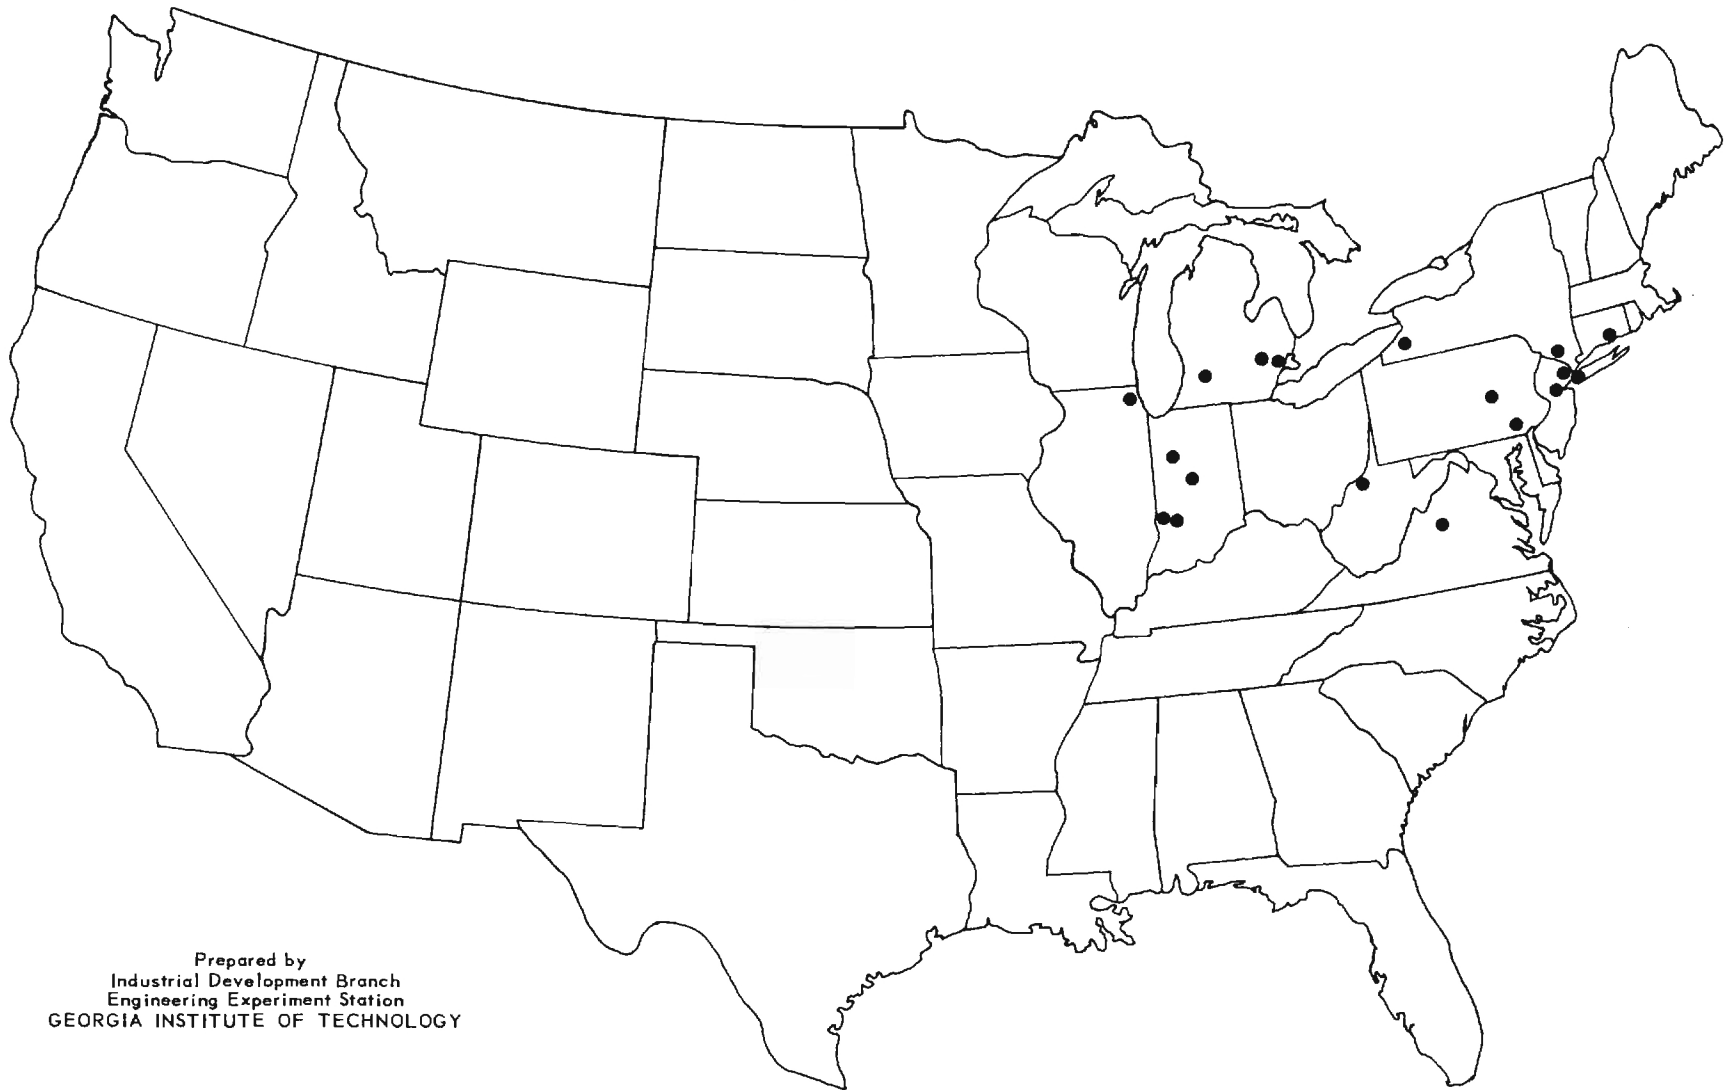 Prepared by
Industrial Development Branch
Engineering Experiment Station
GEORGIA INSTITUTE OF TECHNOLOGY